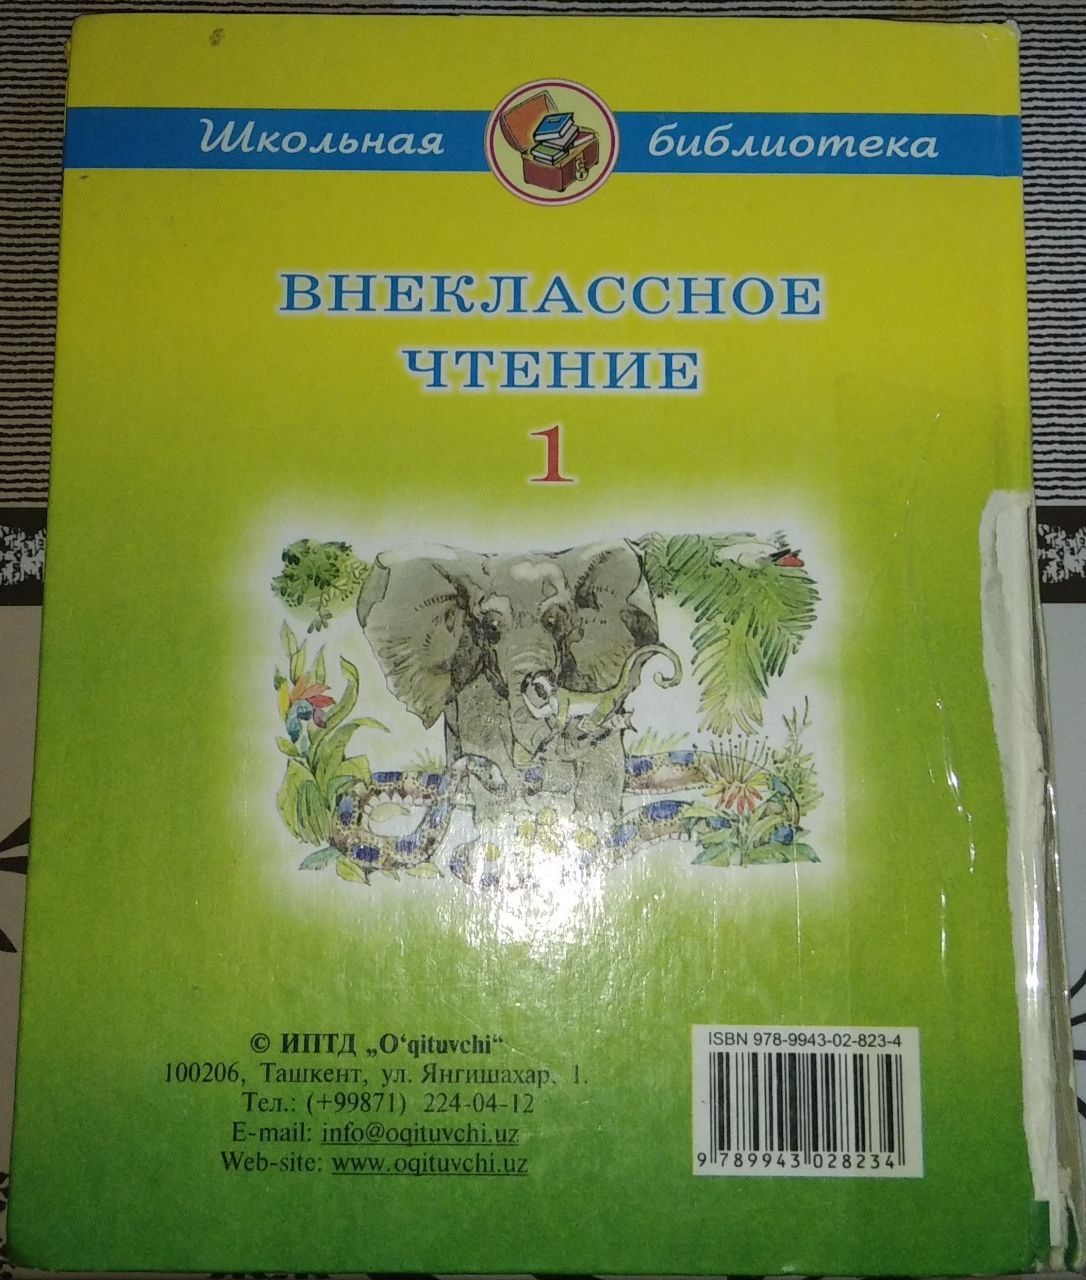 Школьная библиотека
ВНЕКЛАССНОЕ
ЧТЕНИЕ
1
© ИПТД „O‘qituvchi“
100206, Ташкент, ул. Янгишахар, 1.
Тел.: (+99871) 224-04-12
E-mail: info@oqituvchi.uz
Web-site: www.oqituvchi.uz
ISBN 978-9943-02-823-4
9 789943 028234